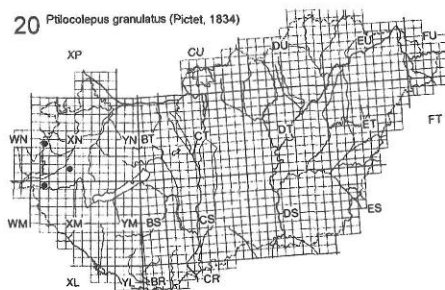 20 Ptilocolepus granulatus (Pictet, 1834)
XP CU DU EU FU
WN XN YN BT CT DT ET FT
WM XM YM BS CS DS ES
XL YL BR CR